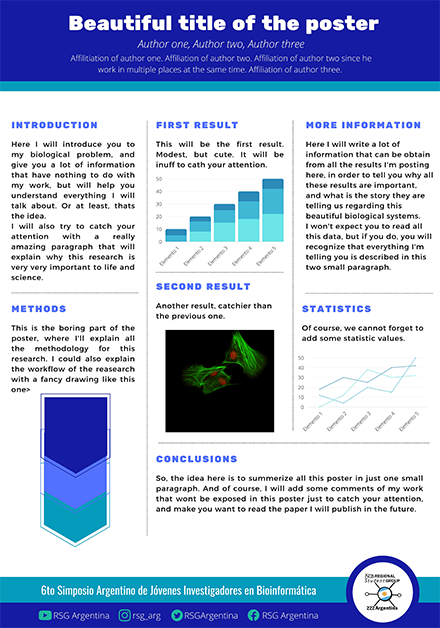 Beautiful title of the poster
Author one, Author two, Author three
Affilitiation of author one. Affiliation of author two. Affiliation of author two since he
work in multiple places at the same time. Affiliation of author three.
INTRODUCTION
Here I will introduce you to
my biological problem, and
give you a lot of information
that have nothing to do with
my work, but will help you
understand everything I will
talk about. Or at least, thats
the idea.
I will also try to catch your
attention with a really
amazing paragraph that will
explain why this research is
very very important to life and
science.
METHODS
This is the boring part of the
poster, where I'll explain all
the methodology for this
research. I could also explain
the workflow of the reasearch
with a fancy drawing like this
one>
FIRST RESULT
This will be the first result.
Modest, but cute. It will be
inuff to cath your attention.
50
40
30
20
10
0
Elemento 1
Elemento 2
Elemento 3
Elemento 4
Elemento 5
SECOND RESULT
Another result, catchier than
the previous one.
MORE INFORMATION
Here I will write a lot of
information that can be obtain
from all the results I'm posting
here, in order to tell you why all
these results are important,
and what is the story they are
telling us regarding this
beautiful biological systems.
I won't expect you to read all
this data, but if you do, you will
recognize that everything I'm
telling you is described in this
two small paragraph.
STATISTICS
Of course, we cannot forget to
add some statistic values.
50
40
30
20
10
0
Elemento 1
Elemento 2
Elemento 3
Elemento 4
Elemento 5
CONCLUSIONS
So, the idea here is to summerize all this poster in just one small
paragraph. And of course, I will add some comments of my work
that wont be exposed in this poster just to catch your attention,
and make you want to read the paper I will publish in the future.
6to Simposio Argentino de Jóvenes Investigadores en Bioinformática
RSG Argentina
rsg_arg
RSGArgentina
RSG Argentina
REGIONAL
Student GROUP
Argentina